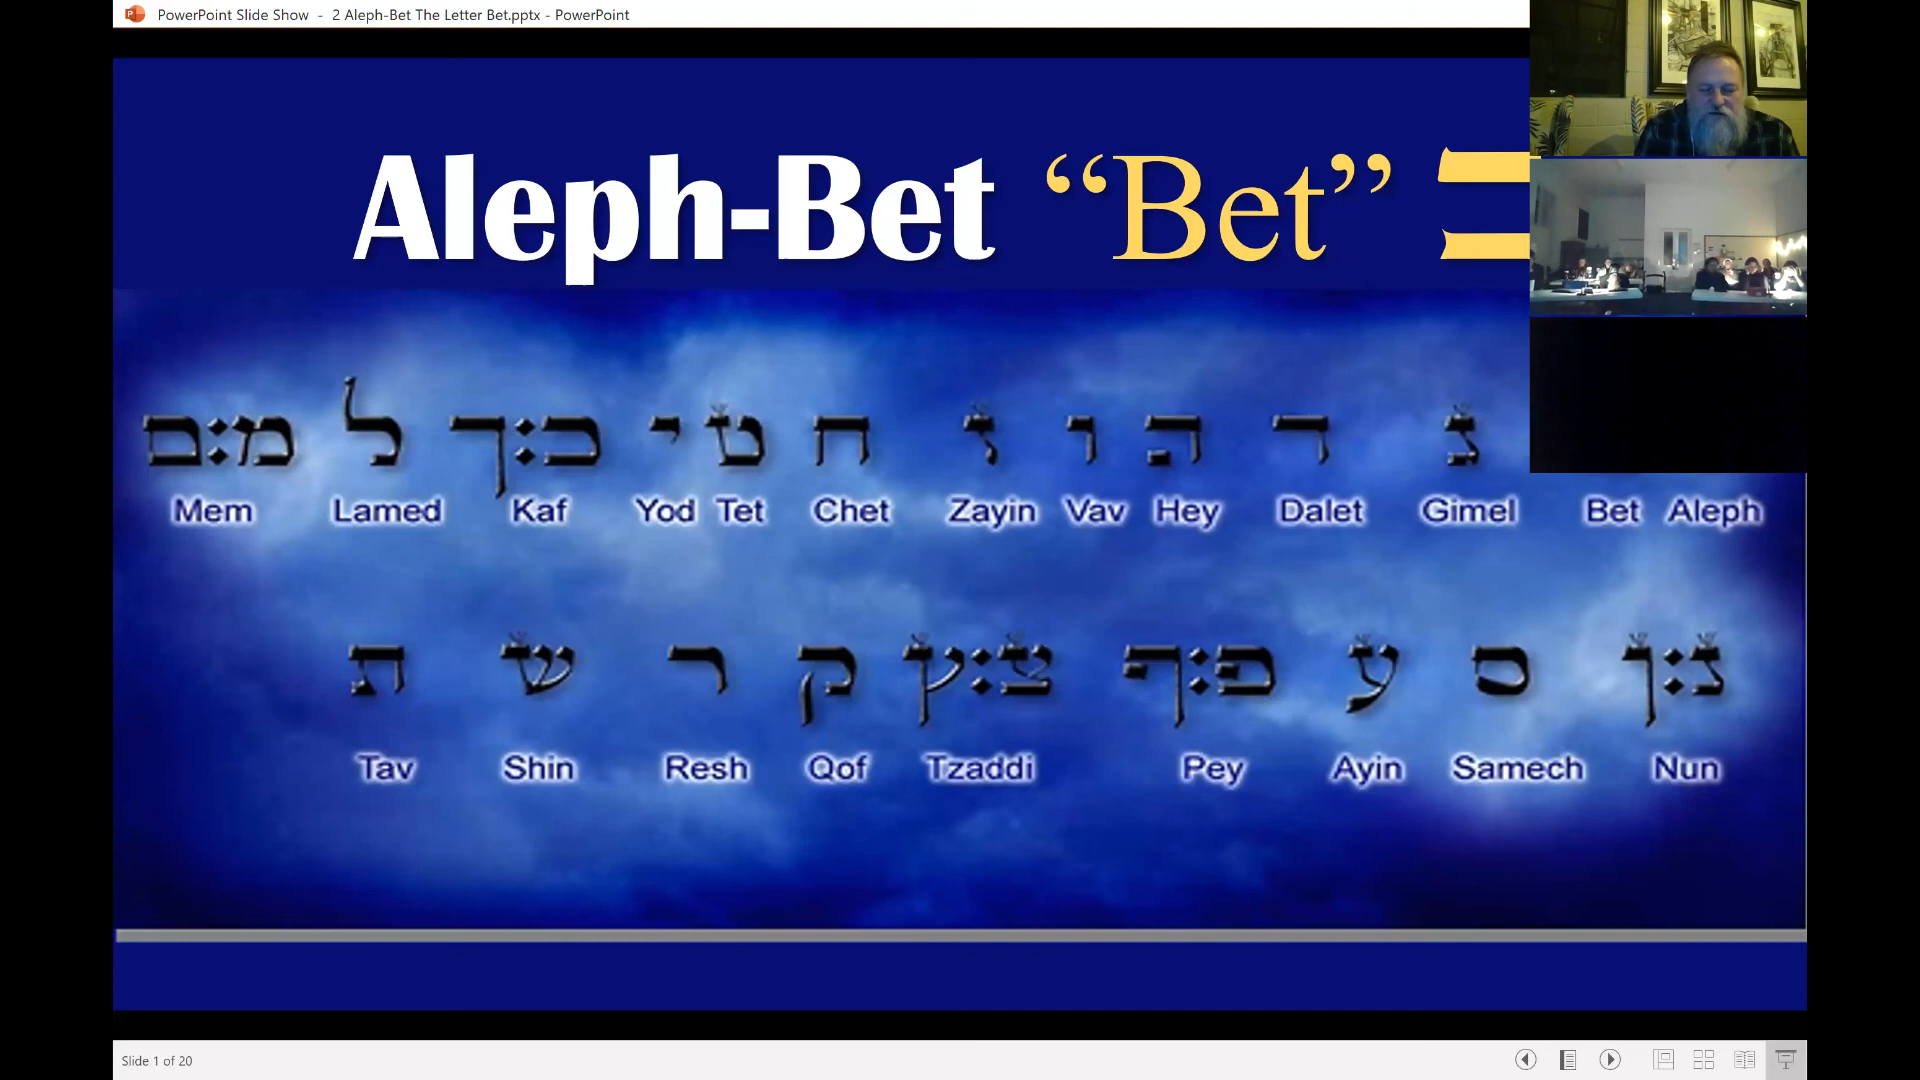 PowerPoint Slide Show - 2 Aleph-Bet The Letter Bet.pptx - PowerPoint
Aleph-Bet “Bet”
ג ד ה ו ז ח ט י כ:ך ל מ:ם
Mem Lamed Kaf Yod Tet Chet Zayin Vav Hey Dalet Gimel Bet Aleph
נ:ן ס ע פ:ף צ:ץ ק ר ש ת
Tav Shin Resh Qof Tzaddi Pey Ayin Samech Nun
Slide 1 of 20